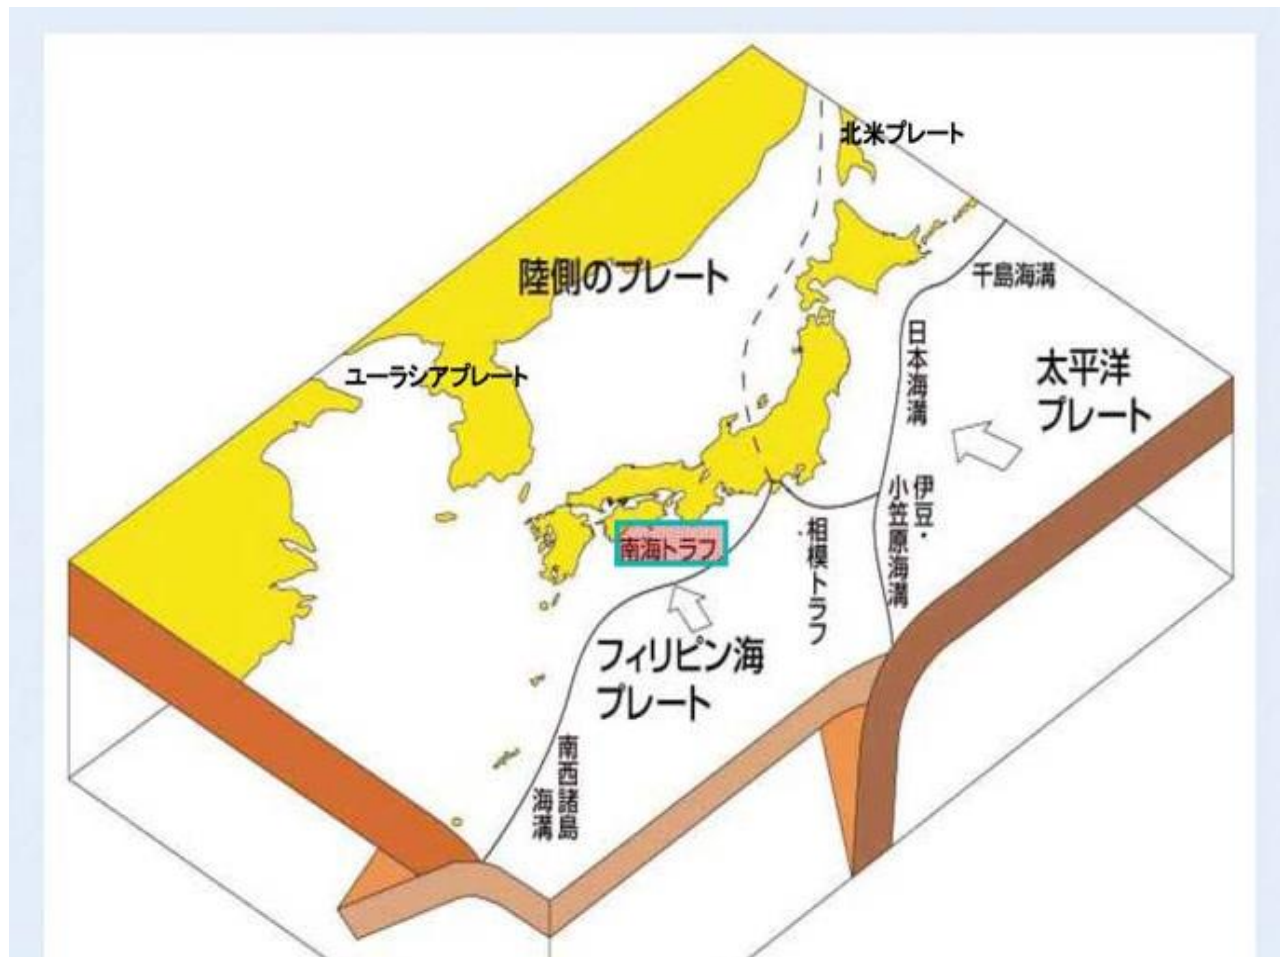 北米プレート
陸側のプレート
千島海溝
ユーラシアプレート
日本海溝
太平洋
プレート
伊豆・
小笠原海溝
南海トラフ
相模トラフ
フィリピン海
プレート
南西諸島
海溝